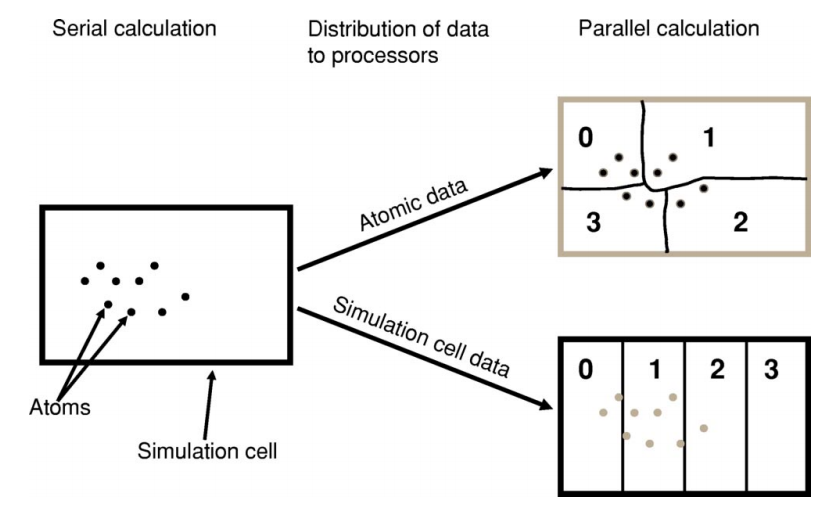 Serial calculation
Distribution of data
to processors
Parallel calculation
0
1
3
2
Atomic data
Simulation cell data
0
1
2
3
Atoms
Simulation cell